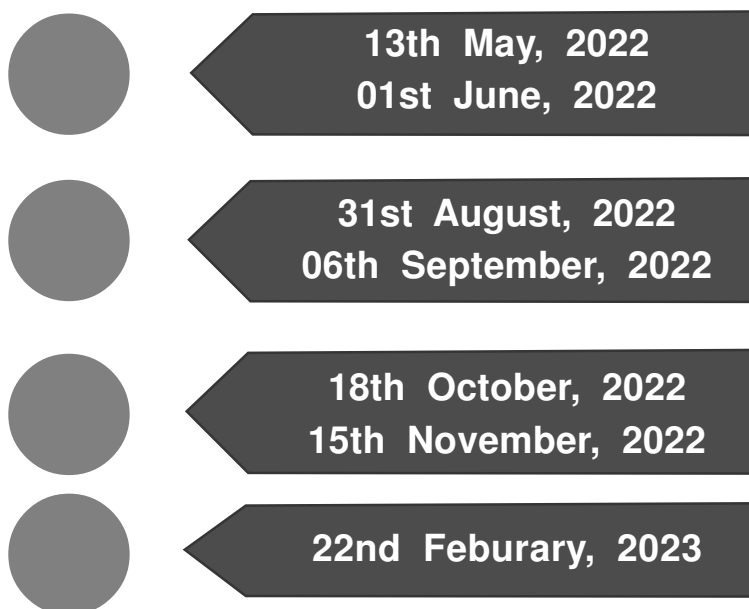 13th May, 2022
01st June, 2022
31st August, 2022
06th September, 2022
18th October, 2022
15th November, 2022
22nd Feburary, 2023